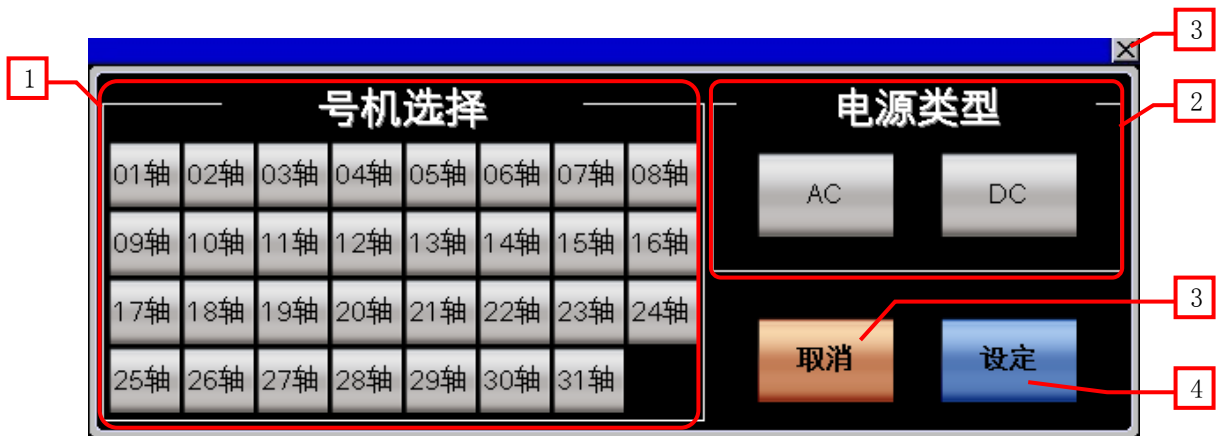 3
1
号机选择
电源类型
2
01轴 02轴 03轴 04轴 05轴 06轴 07轴 08轴
AC DC
09轴 10轴 11轴 12轴 13轴 14轴 15轴 16轴
17轴 18轴 19轴 20轴 21轴 22轴 23轴 24轴
3
取消 设定
25轴 26轴 27轴 28轴 29轴 30轴 31轴
4